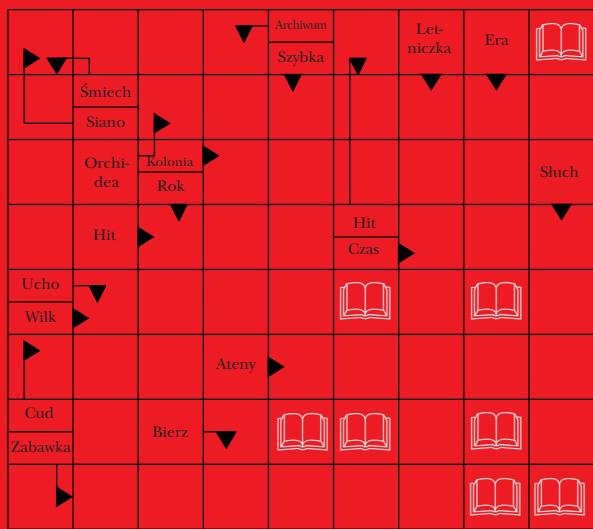 Archiwum
Szybka
Let-
niczka
Era
Śmiech
Siano
Orchi-
dea
Kolonia
Rok
Słuch
Hit
Hit
Czas
Ucho
Wilk
Ateny
Cud
Zabawka
Bierz